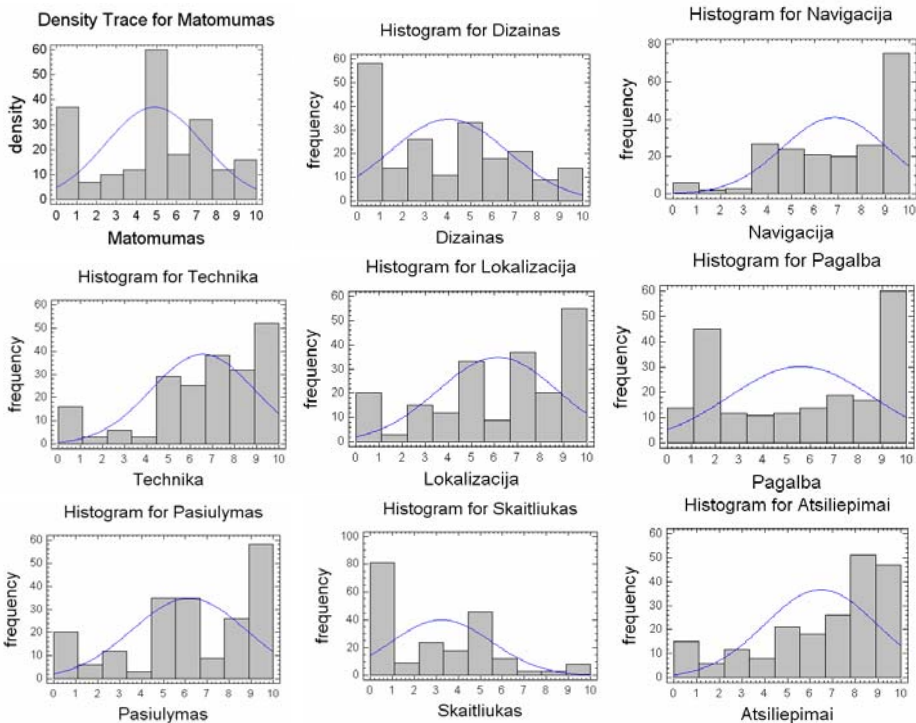 Density Trace for Matomumas
density
60
50
40
30
20
10
0
0 1 2 3 4 5 6 7 8 9 10
Matomumas
Histogram for Dizainas
frequency
60
50
40
30
20
10
0
0 1 2 3 4 5 6 7 8 9 10
Dizainas
Histogram for Navigacija
frequency
80
60
40
20
0
0 1 2 3 4 5 6 7 8 9 10
Navigacija
Histogram for Technika
frequency
60
50
40
30
20
10
0
0 1 2 3 4 5 6 7 8 9 10
Technika
Histogram for Lokalizacija
frequency
60
50
40
30
20
10
0
0 1 2 3 4 5 6 7 8 9 10
Lokalizacija
Histogram for Pagalba
frequency
60
50
40
30
20
10
0
0 1 2 3 4 5 6 7 8 9 10
Pagalba
Histogram for Pasiulymas
frequency
60
50
40
30
20
10
0
0 1 2 3 4 5 6 7 8 9 10
Pasiulymas
Histogram for Skaitliukas
frequency
100
80
60
40
20
0
0 1 2 3 4 5 6 7 8 9 10
Skaitliukas
Histogram for Atsiliepimai
frequency
60
50
40
30
20
10
0
0 1 2 3 4 5 6 7 8 9 10
Atsiliepimai